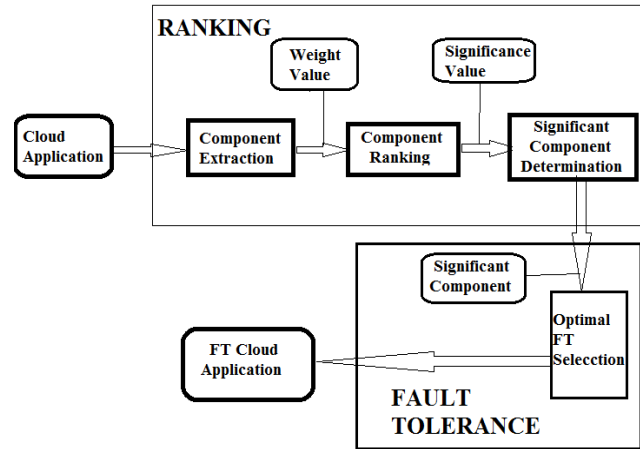 RANKING
Weight
Value
Significance
Value
Cloud
Application
Component
Extraction
Component
Ranking
Significant
Component
Determination
Significant
Component
Optimal
FT
Selecction
FT Cloud
Application
FAULT
TOLERANCE